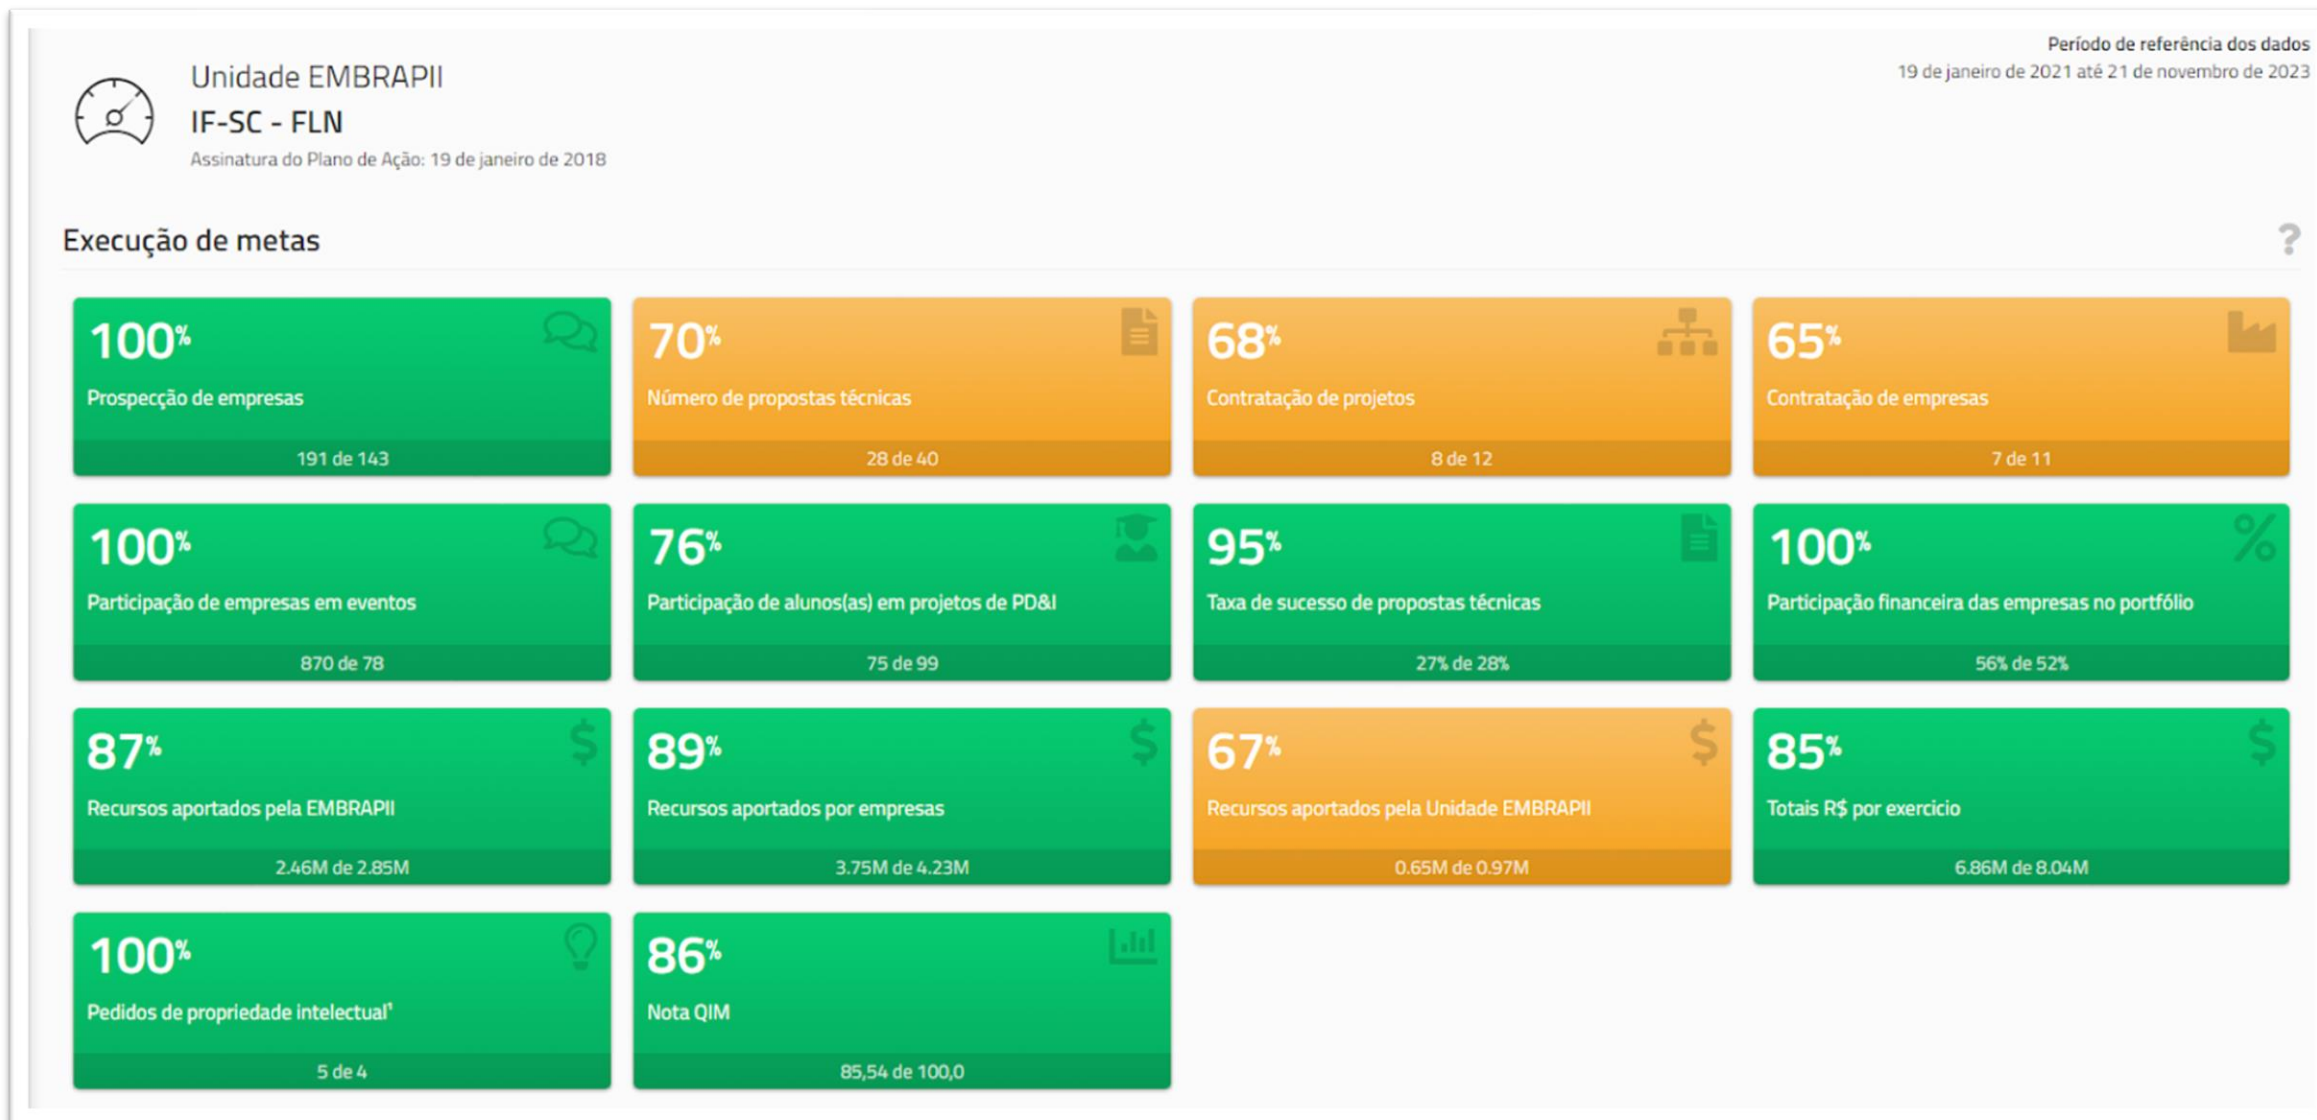 Período de referência dos dados
19 de janeiro de 2021 até 21 de novembro de 2023
Unidade EMBRAPII
IF-SC - FLN
Assinatura do Plano de Ação: 19 de janeiro de 2018
Execução de metas
?
100%
Prospecção de empresas
191 de 143
70%
Número de propostas técnicas
28 de 40
68%
Contratação de projetos
8 de 12
65%
Contratação de empresas
7 de 11
100%
Participação de empresas em eventos
870 de 78
76%
Participação de alunos(as) em projetos de PD&I
75 de 99
95%
Taxa de sucesso de propostas técnicas
27% de 28%
100%
%
Participação financeira das empresas no portfólio
56% de 52%
87%
$
Recursos aportados pela EMBRAPII
2.46M de 2.85M
89%
$
Recursos aportados por empresas
3.75M de 4.23M
67%
$
Recursos aportados pela Unidade EMBRAPII
0.65M de 0.97M
85%
$
Totais R$ por exercicio
6.86M de 8.04M
100%
Pedidos de propriedade intelectual¹
5 de 4
86%
Nota QIM
85,54 de 100,0